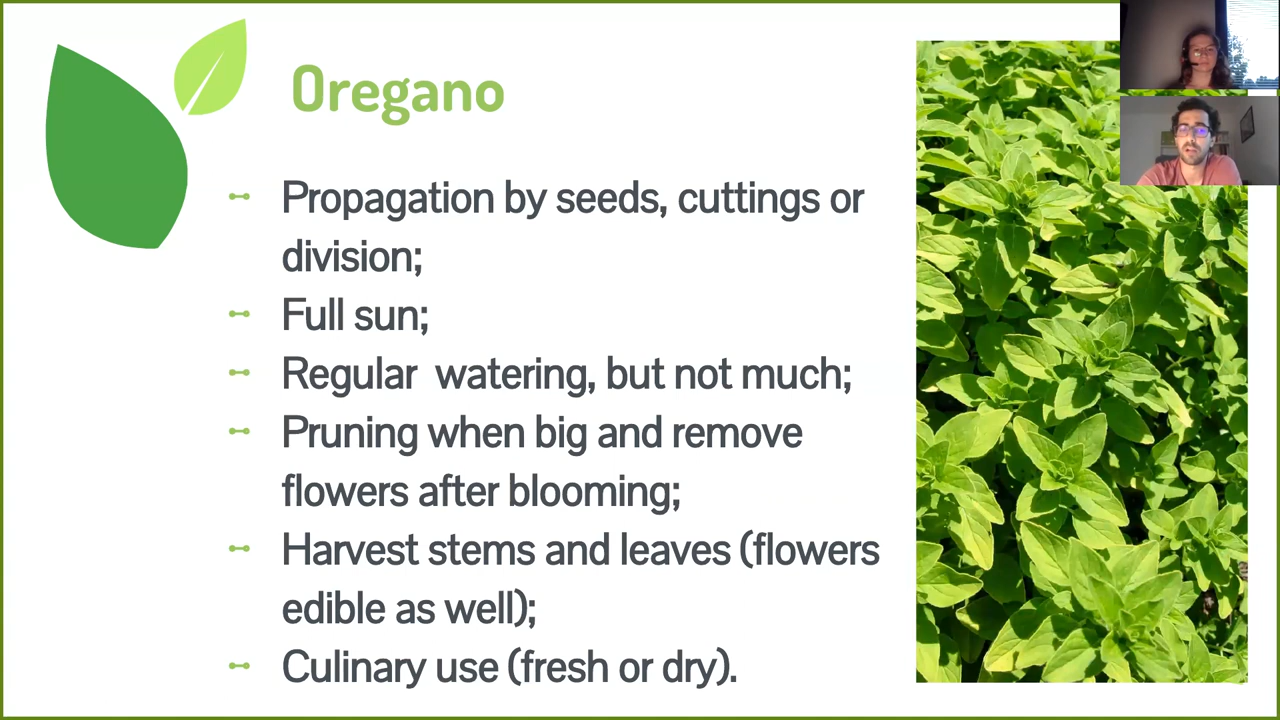 Oregano
Propagation by seeds, cuttings or
division;
Full sun;
Regular  watering, but not much;
Pruning when big and remove
flowers after blooming;
Harvest stems and leaves (flowers
edible as well);
Culinary use (fresh or dry).